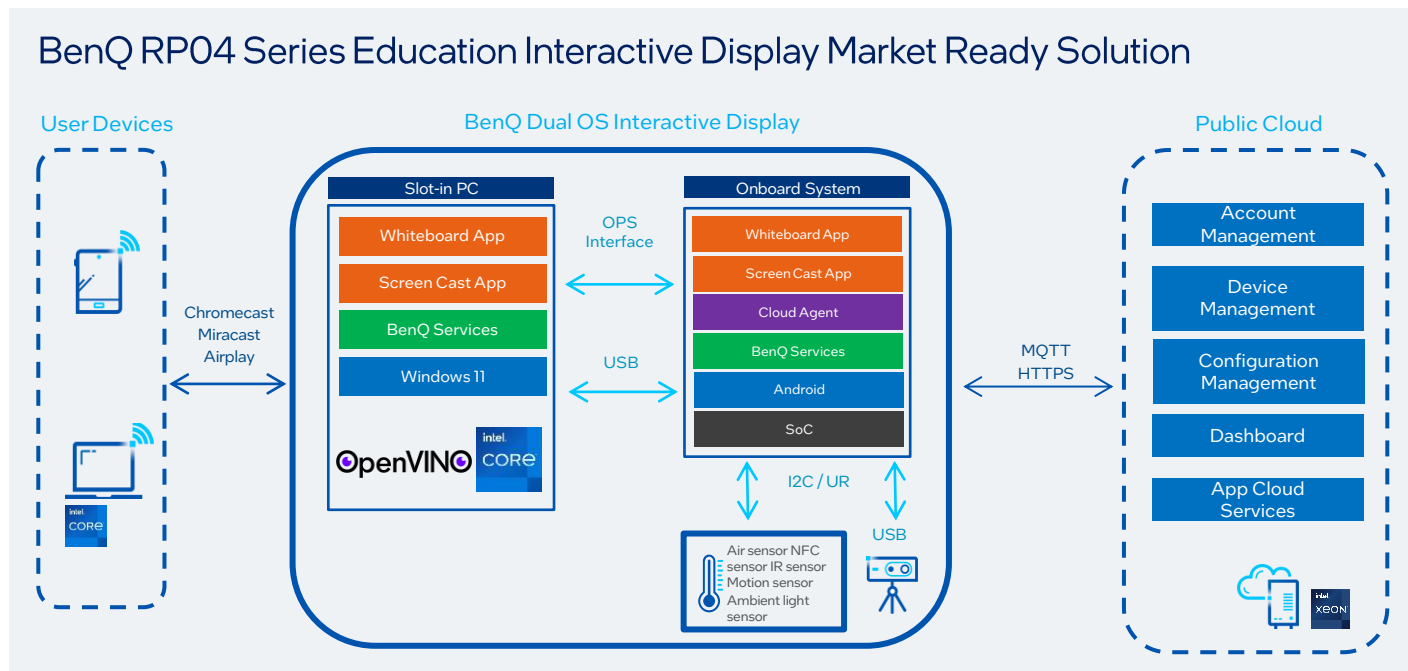 BenQ RP04 Series Education Interactive Display Market Ready Solution
User Devices
BenQ Dual OS Interactive Display
Public Cloud
Chromecast
Miracast
Airplay
intel.
CORE
Slot-in PC
Whiteboard App
Screen Cast App
BenQ Services
Windows 11
OpenVINO
intel.
CORE
OPS
Interface
USB
Onboard System
Whiteboard App
Screen Cast App
Cloud Agent
BenQ Services
Android
SoC
I2C / UR
USB
Air sensor NFC
sensor IR sensor
Motion sensor
Ambient light
sensor
MQTT
HTTPS
Account
Management
Device
Management
Configuration
Management
Dashboard
App Cloud
Services
intel.
XEON